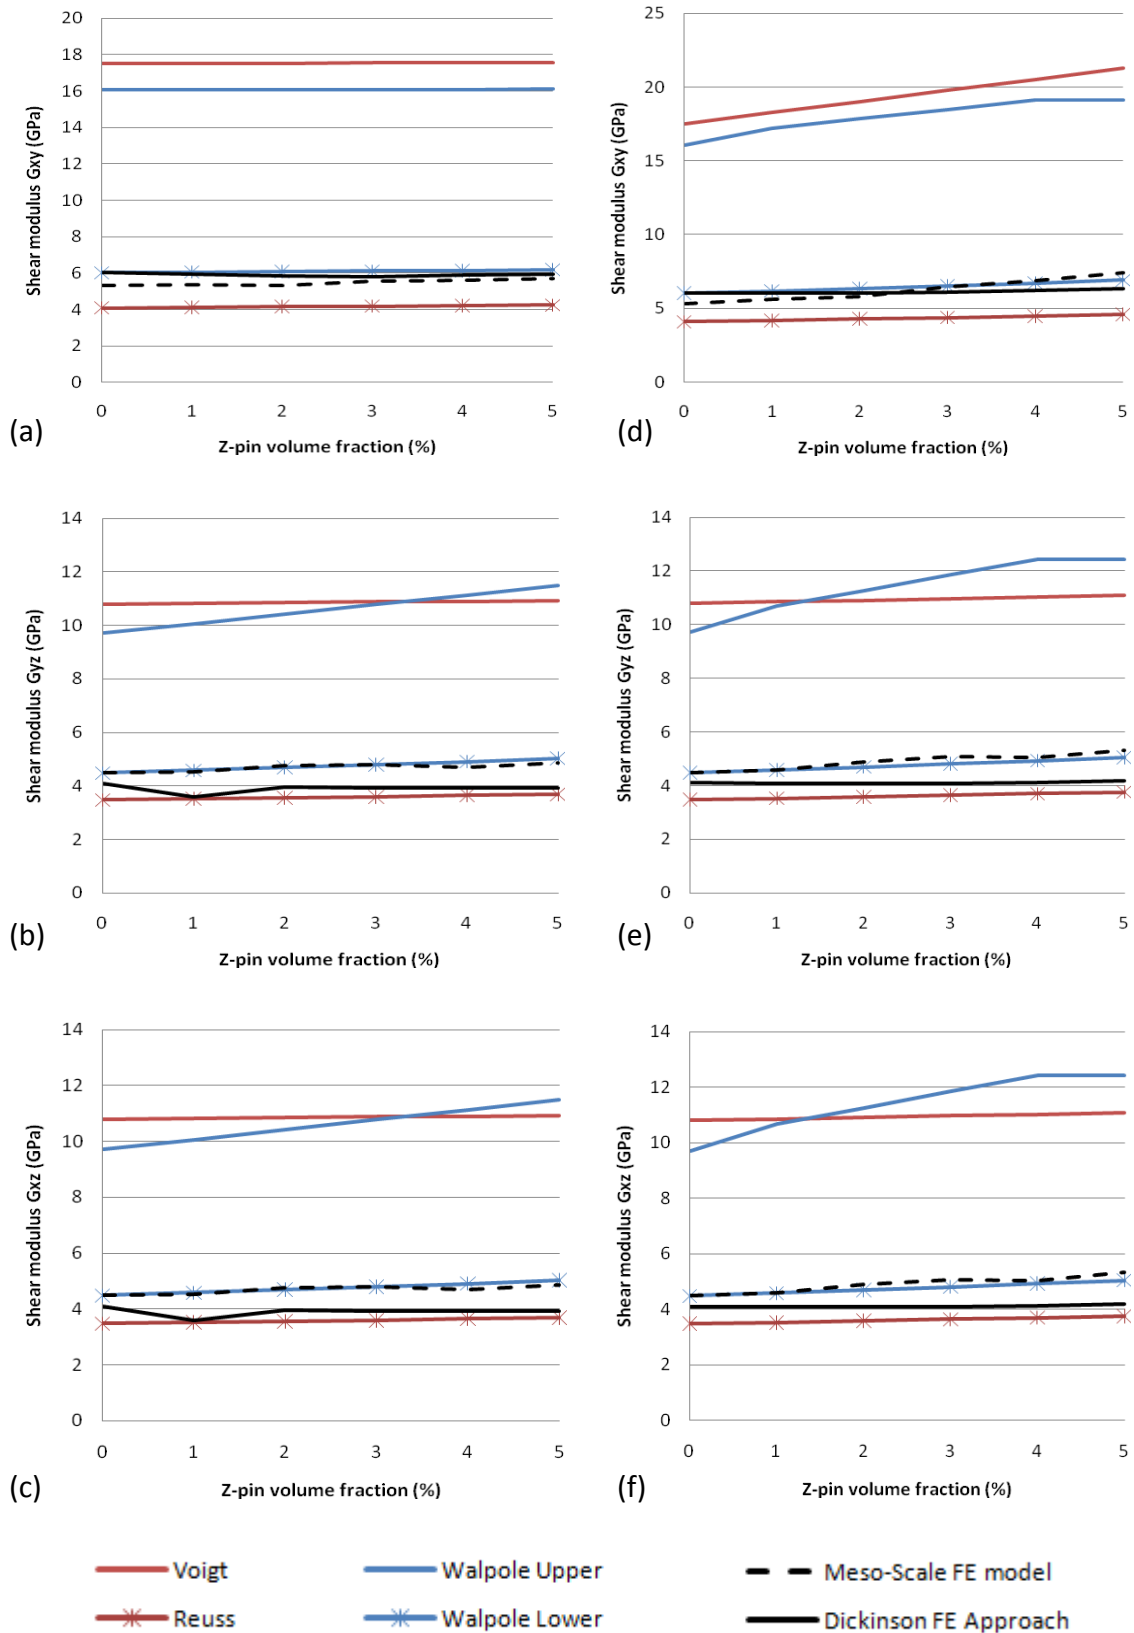 20
18
16
14
12
10
8
6
4
2
0
Shear modulus Gxy (GPa)
0 1 2 3 4 5
Z-pin volume fraction (%)
(a)
25
20
15
10
5
0
Shear modulus Gxy (GPa)
0 1 2 3 4 5
Z-pin volume fraction (%)
(d)
14
12
10
8
6
4
2
0
Shear modulus Gyz (GPa)
0 1 2 3 4 5
Z-pin volume fraction (%)
(b)
14
12
10
8
6
4
2
0
Shear modulus Gyz (GPa)
0 1 2 3 4 5
Z-pin volume fraction (%)
(e)
14
12
10
8
6
4
2
0
Shear modulus Gxz (GPa)
0 1 2 3 4 5
Z-pin volume fraction (%)
(c)
14
12
10
8
6
4
2
0
Shear modulus Gxz (GPa)
0 1 2 3 4 5
Z-pin volume fraction (%)
(f)
Voigt
Walpole Upper
Meso-Scale FE model
Reuss
Walpole Lower
Dickinson FE Approach